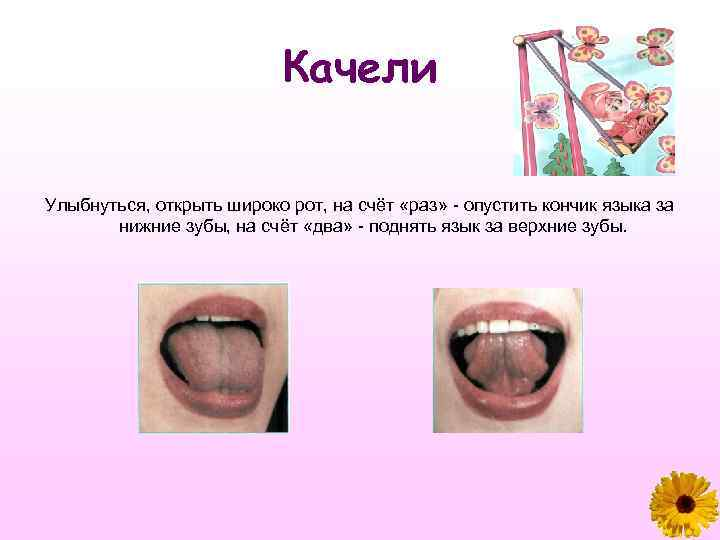 Качели
Улыбнуться, открыть широко рот, на счёт «раз» - опустить кончик языка за
нижние зубы, на счёт «два» - поднять язык за верхние зубы.